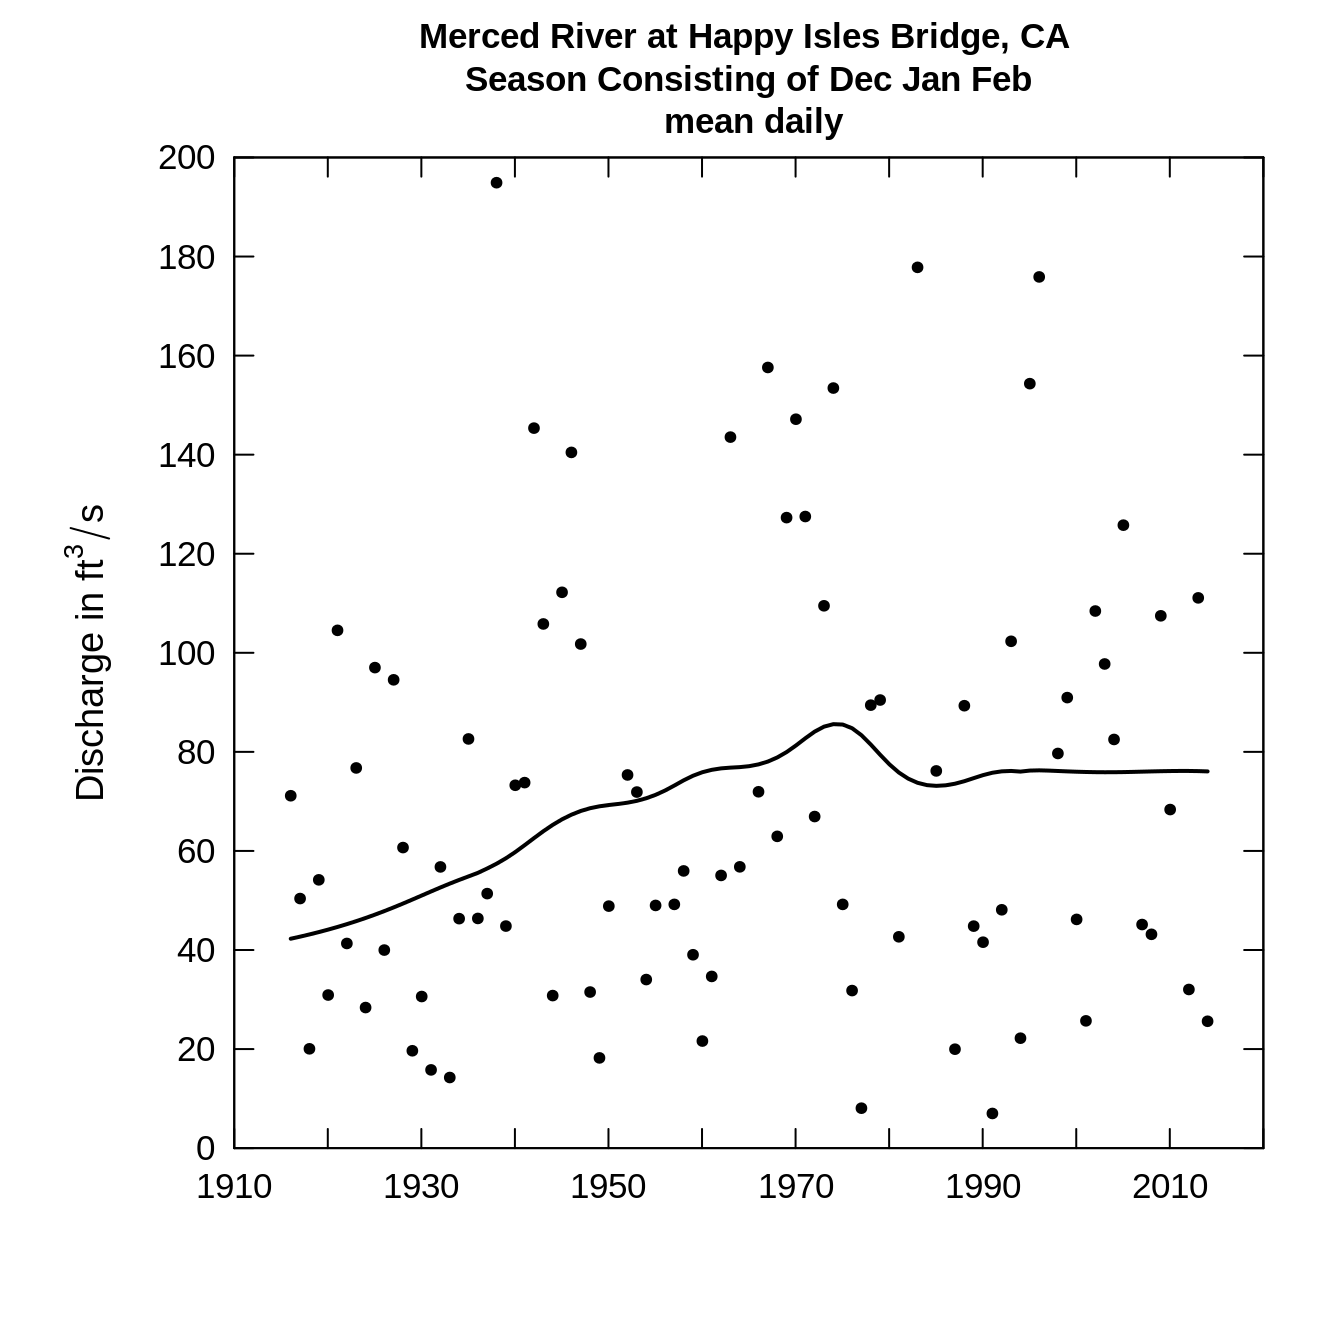 Merced River at Happy Isles Bridge, CA
Season Consisting of Dec Jan Feb
mean daily
Discharge in ft³/s
200
180
160
140
120
100
80
60
40
20
0
1910 1930 1950 1970 1990 2010